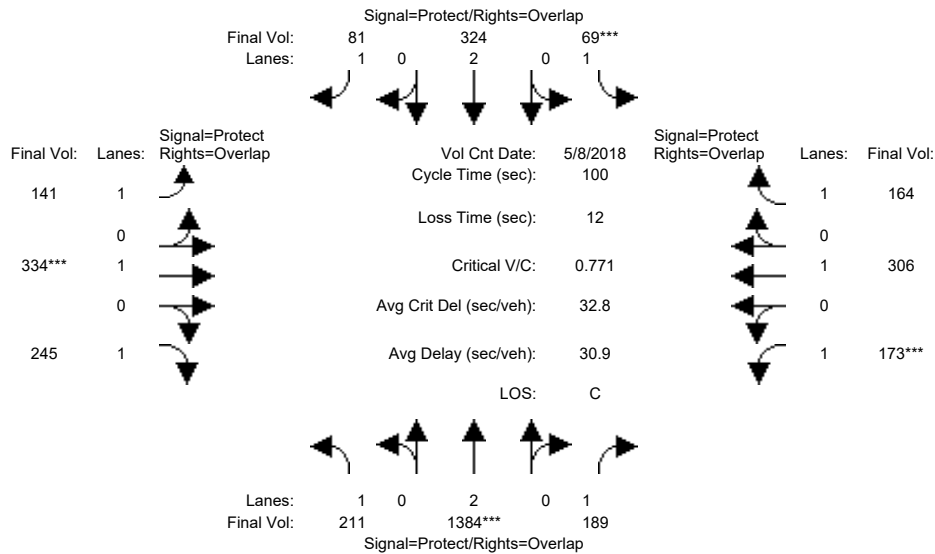 Signal=Protect/Rights=Overlap
Final Vol: 81 324 69***
Lanes: 1 0 2 0 1
Signal=Protect
Final Vol: Lanes: Rights=Overlap
Vol Cnt Date: 5/8/2018
Signal=Protect
Rights=Overlap Lanes: Final Vol:
Cycle Time (sec): 100
141 1
1 164
Loss Time (sec): 12
0
0
334*** 1
Critical V/C: 0.771
1 306
0
Avg Crit Del (sec/veh): 32.8
0
245 1
Avg Delay (sec/veh): 30.9
1 173***
LOS: C
Lanes: 1 0 2 0 1
Final Vol: 211 1384*** 189
Signal=Protect/Rights=Overlap